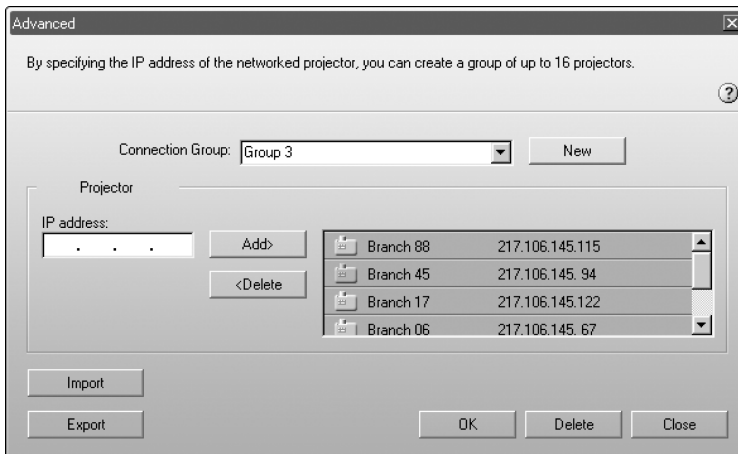 Advanced
By specifying the IP address of the networked projector, you can create a group of up to 16 projectors.
?
Connection Group: Group 3 New
Projector
IP address:
. . .
Add>
<Delete
Branch 88 217.106.145.115
Branch 45 217.106.145. 94
Branch 17 217.106.145.122
Branch 06 217.106.145. 67
Import
Export OK Delete Close